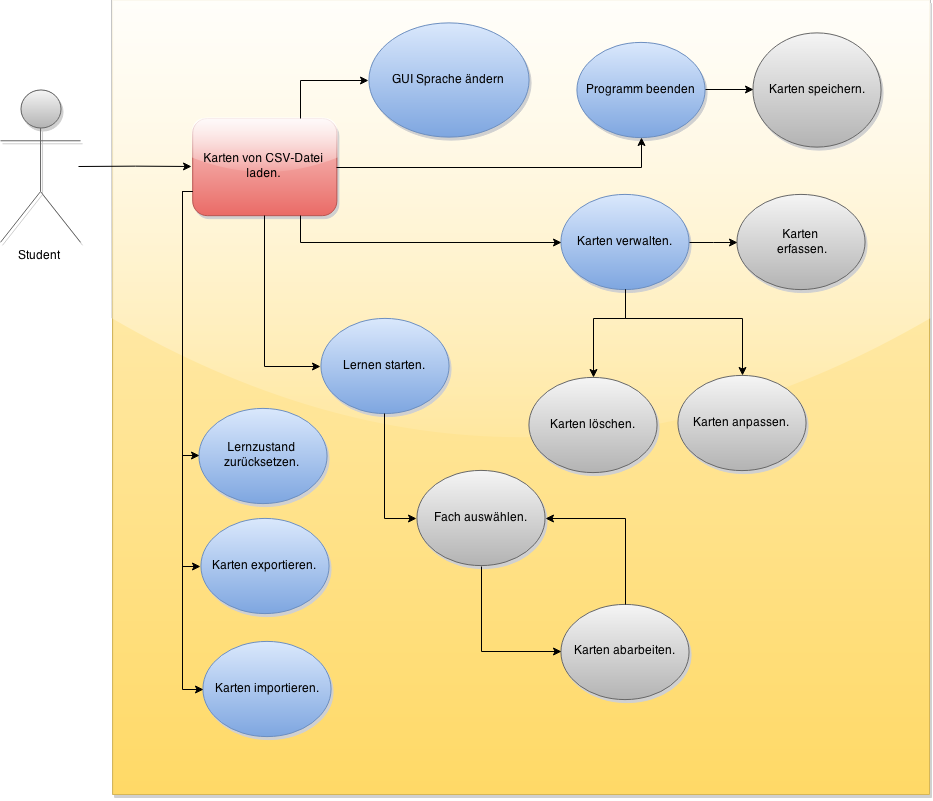 GUI Sprache ändern
Programm beenden
Karten speichern.
Karten von CSV-Datei
laden.
Student
Karten verwalten.
Karten
erfassen.
Lernen starten.
Karten löschen.
Karten anpassen.
Lernzustand
zurücksetzen.
Fach auswählen.
Karten exportieren.
Karten abarbeiten.
Karten importieren.